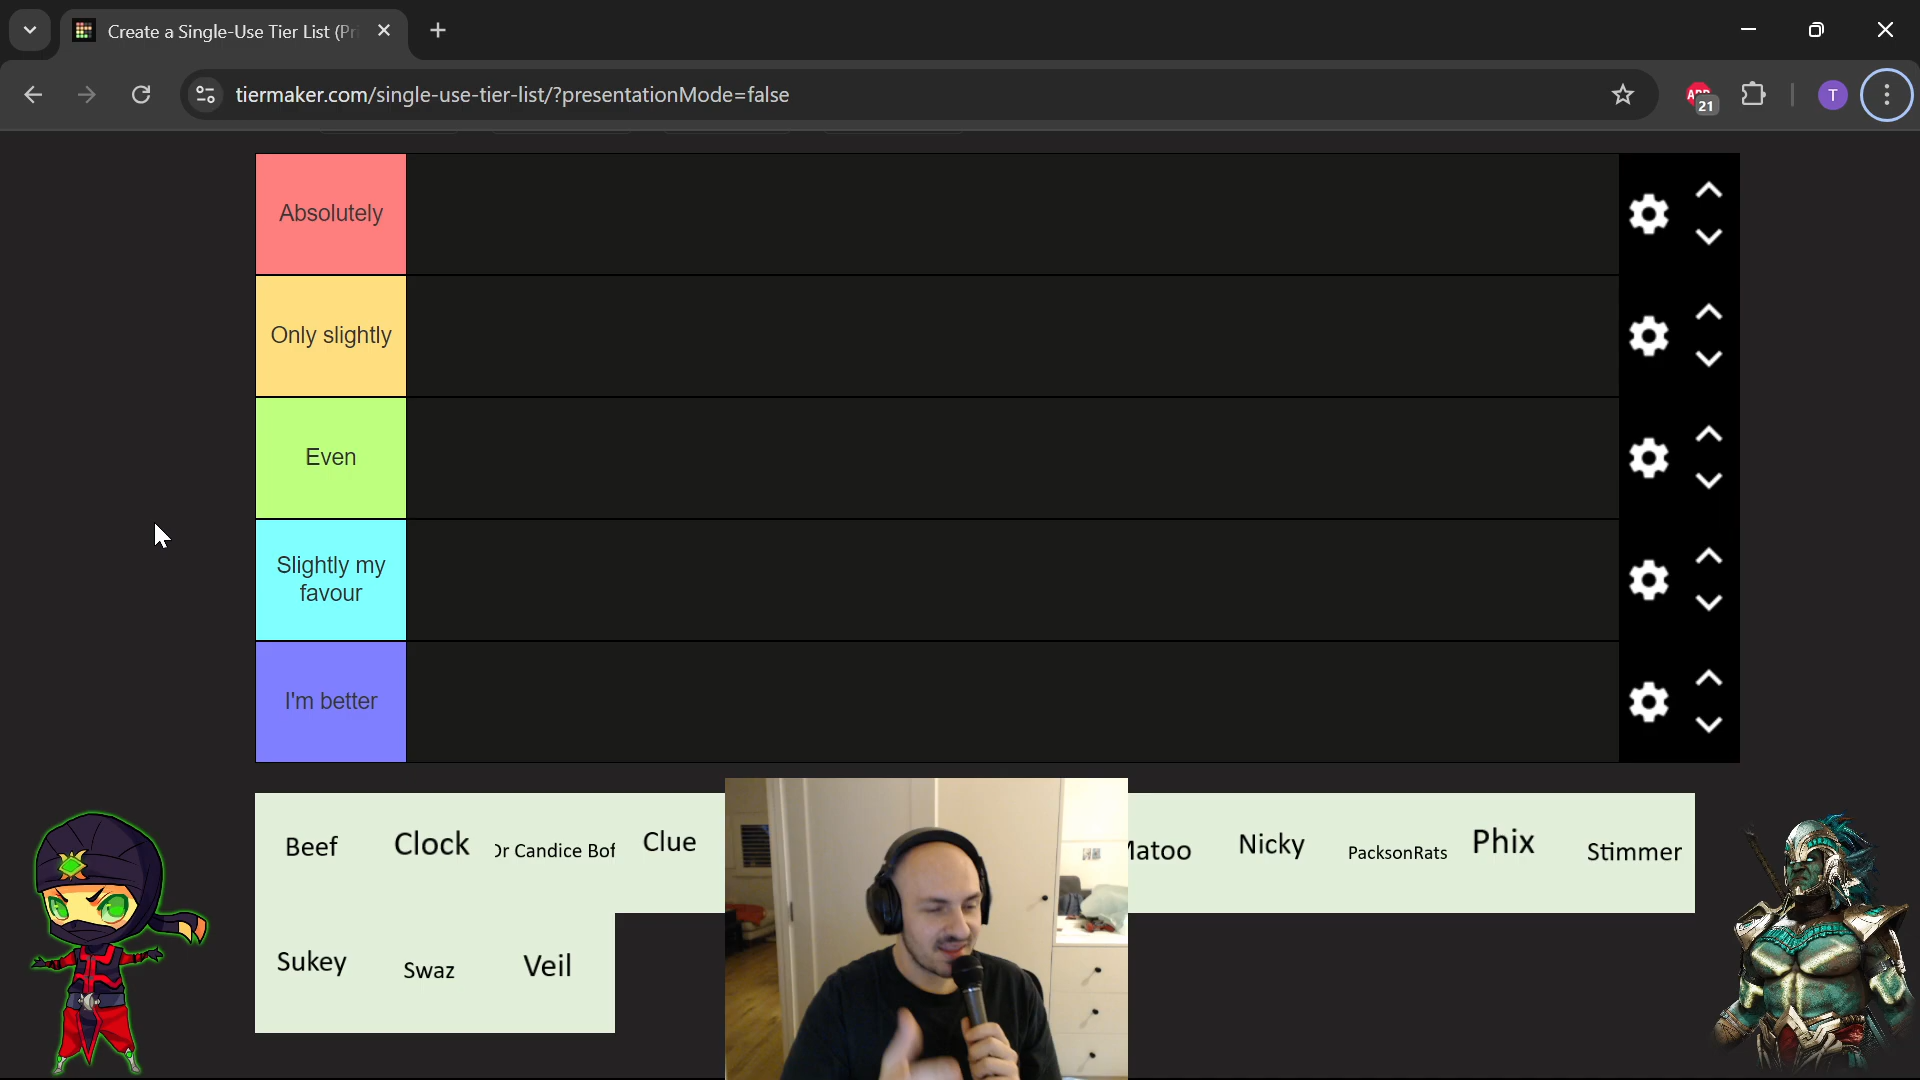 Create a Single-Use Tier List (Pr
tiermaker.com/single-use-tier-list/?presentationMode=false
21
T
Absolutely
Only slightly
Even
Slightly my
favour
I'm better
Beef
Clock
Dr Candice Bof
Clue
Matoo
Nicky
PacksonRats
Phix
Stimmer
Sukey
Swaz
Veil